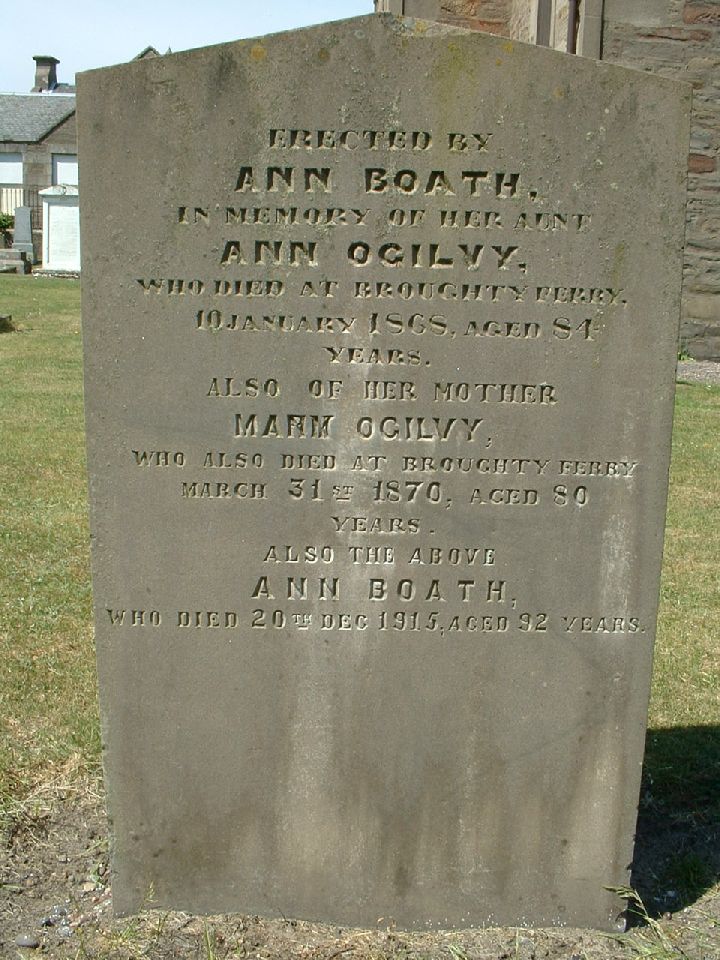 ERECTED BY
ANN BOATH,
IN MEMORY OF HER AUNT
ANN OGILVY,
WHO DIED AT BROUGHTY FERRY,
10 JANUARY 1868, AGED 84
YEARS.
ALSO OF HER MOTHER
MANN OGILVY,
WHO ALSO DIED AT BROUGHTY FERRY
MARCH 31ST 1870, AGED 80
YEARS.
ALSO THE ABOVE
ANN BOATH,
WHO DIED 20TH DEC 1915, AGED 92 YEARS.